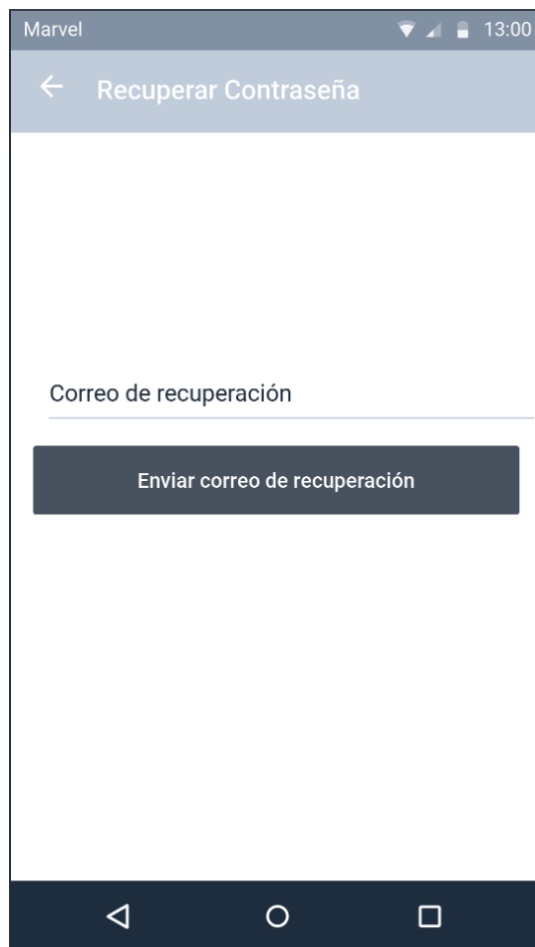 Marvel 13:00
Recuperar Contraseña
Correo de recuperación
Enviar correo de recuperación